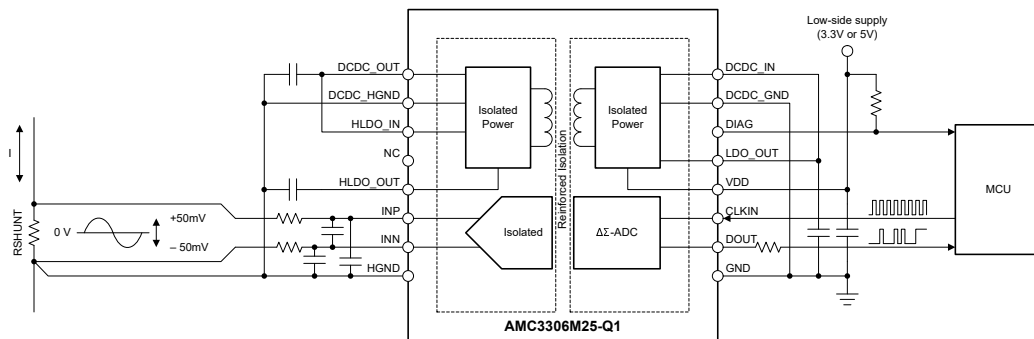 Low-side supply
(3.3V or 5V)
DCDC_OUT
DCDC_HGND
HLDO_IN
NC
HLDO_OUT
INP
INN
HGND
Isolated
Power
Isolated
Reinforced Isolation
Isolated
Power
ΔΣ-ADC
DCDC_IN
DCDC_GND
DIAG
LDO_OUT
VDD
CLKIN
DOUT
GND
MCU
I
RSHUNT
0 V
+50mV
– 50mV
AMC3306M25-Q1